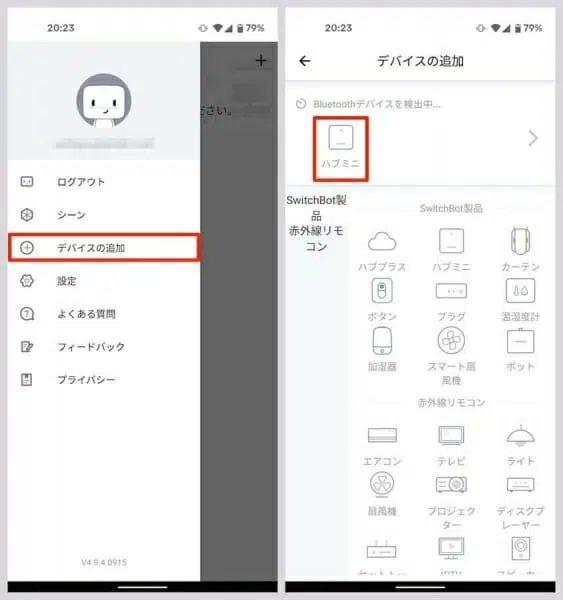 20:23
79%
ださい。
ログアウト
シーン
デバイスの追加
設定
よくある質問
フィードバック
プライバシー
V4.9.4.0915
20:23
79%
デバイスの追加
Bluetoothデバイスを検出中...
ハブミニ
SwitchBot製
品
赤外線リモ
コン
SwitchBot製品
ハブプラス
ハブミニ
カーテン
ボタン
プラグ
温湿度計
加湿器
スマート扇
風機
ボット
赤外線リモコン
エアコン
テレビ
ライト
扇風機
プロジェク
ター
ディスクプ
レーヤー
IPTV
スピーカー